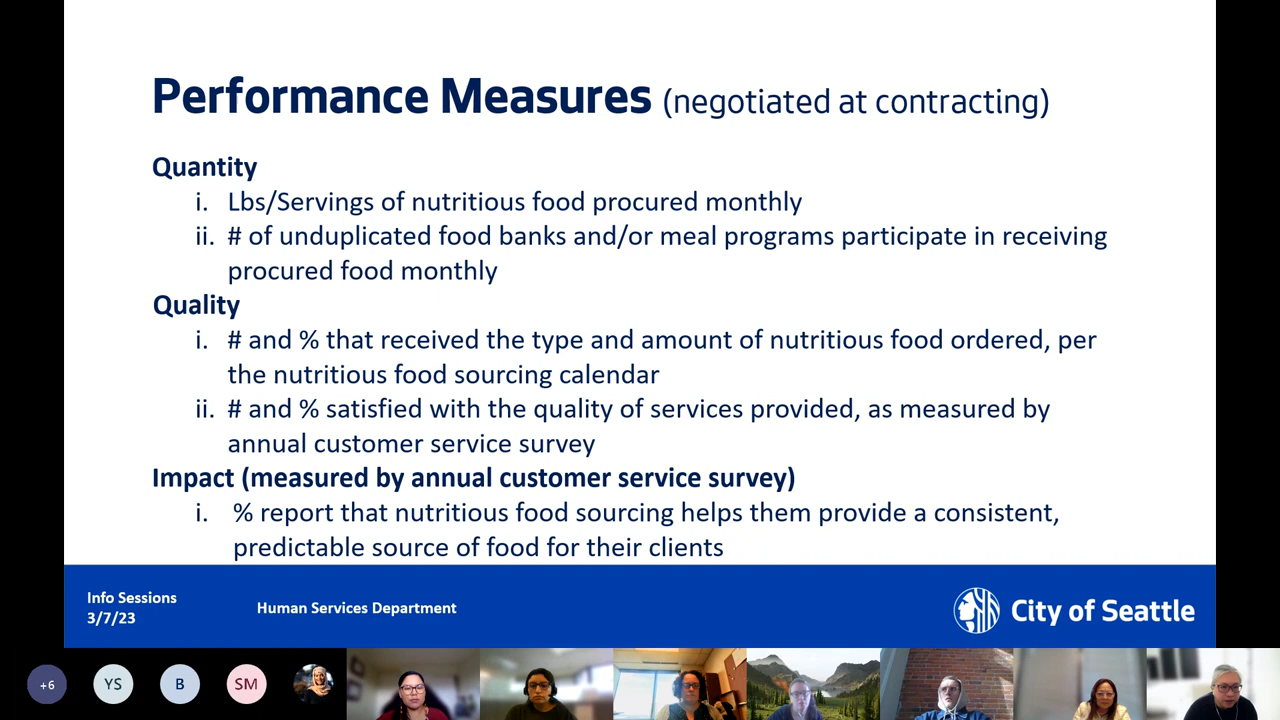 Performance Measures (negotiated at contracting)
Quantity
i. Lbs/Servings of nutritious food procured monthly
ii. # of unduplicated food banks and/or meal programs participate in receiving
procured food monthly
Quality
i. # and % that received the type and amount of nutritious food ordered, per
the nutritious food sourcing calendar
ii. # and % satisfied with the quality of services provided, as measured by
annual customer service survey
Impact (measured by annual customer service survey)
i. % report that nutritious food sourcing helps them provide a consistent,
predictable source of food for their clients
Info Sessions
3/7/23
Human Services Department
City of Seattle
+6
YS
B
SM